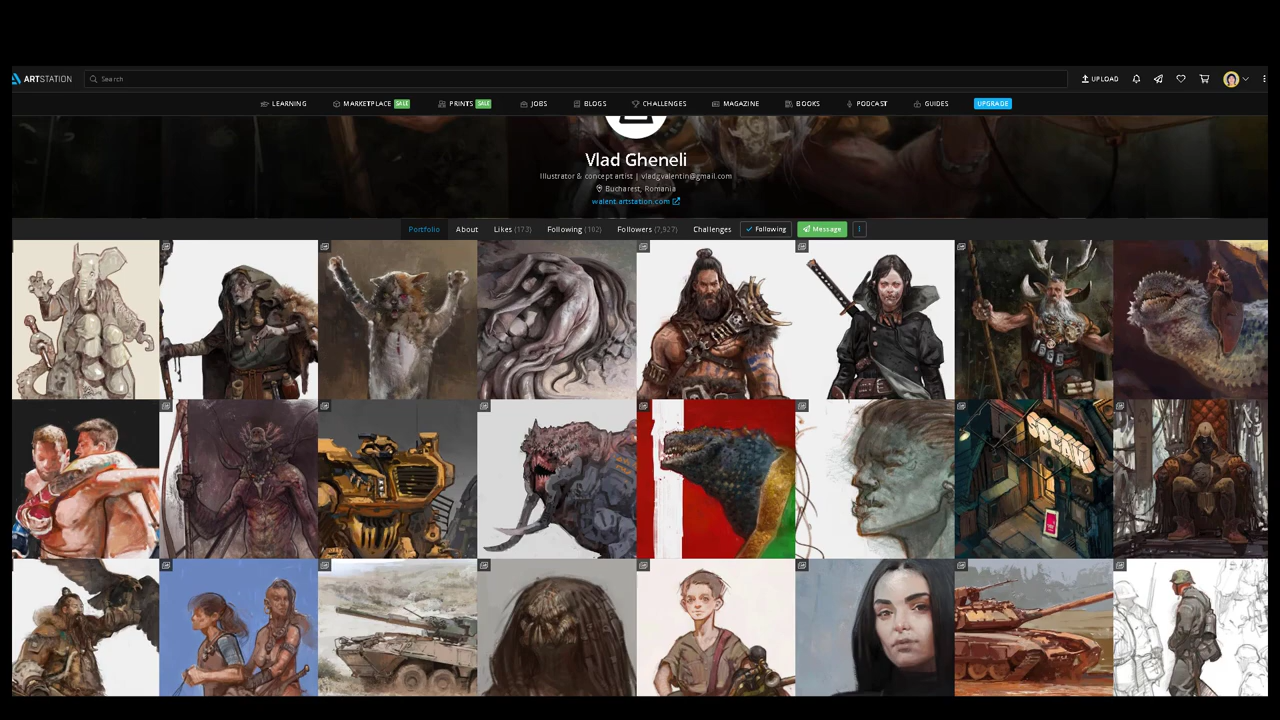 ARTSTATION Search UPLOAD
LEARNING MARKETPLACE SALE PRINTS SALE JOBS BLOGS CHALLENGES MAGAZINE BOOKS PODCAST GUIDES UPGRADE
Vlad Gheneli
Illustrator & concept artist | vladgvalentin@gmail.com
Bucharest, Romania
walent.artstation.com
Portfolio About Likes (173) Following (102) Followers (7,927) Challenges Following Message